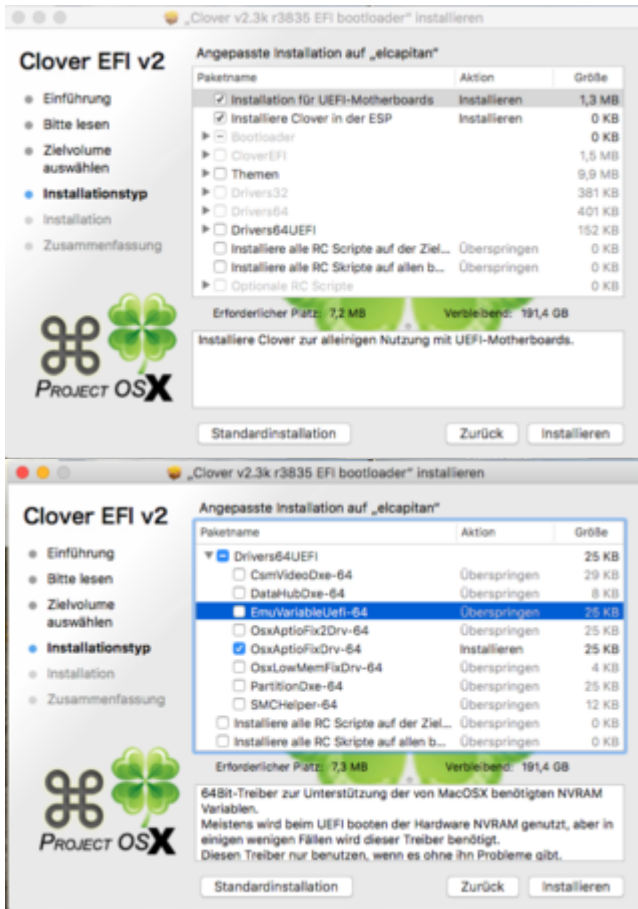 „Clover v2.3k r3835 EFI bootloader“ installieren
Clover EFI v2
Angepasste Installation auf „elcapitan“
Paketname Aktion Größe
Einführung
Bitte lesen
Zielvolume
auswählen
Installationstyp
Installation
Zusammenfassung
Installation für UEFI-Motherboards Installieren 1,3 MB
Installiere Clover in der ESP Installieren 0 KB
Bootloader 0 KB
CloverEFI 1,5 MB
Themen 9,9 MB
Drivers32 381 KB
Drivers64 401 KB
Drivers64UEFI 152 KB
Installiere alle RC Scripte auf der Ziel... Überspringen 0 KB
Installiere alle RC Skripte auf allen b... Überspringen 0 KB
Optionale RC Scripte 0 KB
Erforderlicher Platz: 7,2 MB Verbleibend: 191,4 GB
Installiere Clover zur alleinigen Nutzung mit UEFI-Motherboards.
PROJECT OSX
Standardinstallation Zurück Installieren
„Clover v2.3k r3835 EFI bootloader“ installieren
Clover EFI v2
Angepasste Installation auf „elcapitan“
Paketname Aktion Größe
Einführung
Bitte lesen
Zielvolume
auswählen
Installationstyp
Installation
Zusammenfassung
Drivers64UEFI 25 KB
CsmVideoDxe-64 Überspringen 29 KB
DataHubDxe-64 Überspringen 8 KB
EmuVariableUefi-64 Überspringen 25 KB
OsxAptioFix2Drv-64 Überspringen 25 KB
OsxAptioFixDrv-64 Installieren 25 KB
OsxLowMemFixDrv-64 Überspringen 4 KB
PartitionDxe-64 Überspringen 25 KB
SMCHelper-64 Überspringen 12 KB
Installiere alle RC Scripte auf der Ziel... Überspringen 0 KB
Installiere alle RC Skripte auf allen b... Überspringen 0 KB
Erforderlicher Platz: 7,3 MB Verbleibend: 191,4 GB
64Bit-Treiber zur Unterstützung der von MacOSX benötigten NVRAM
Variablen.
Meistens wird beim UEFI booten der Hardware NVRAM genutzt, aber in
einigen wenigen Fällen wird dieser Treiber benötigt.
Diesen Treiber nur benutzen, wenn es ohne ihn Probleme gibt.
PROJECT OSX
Standardinstallation Zurück Installieren